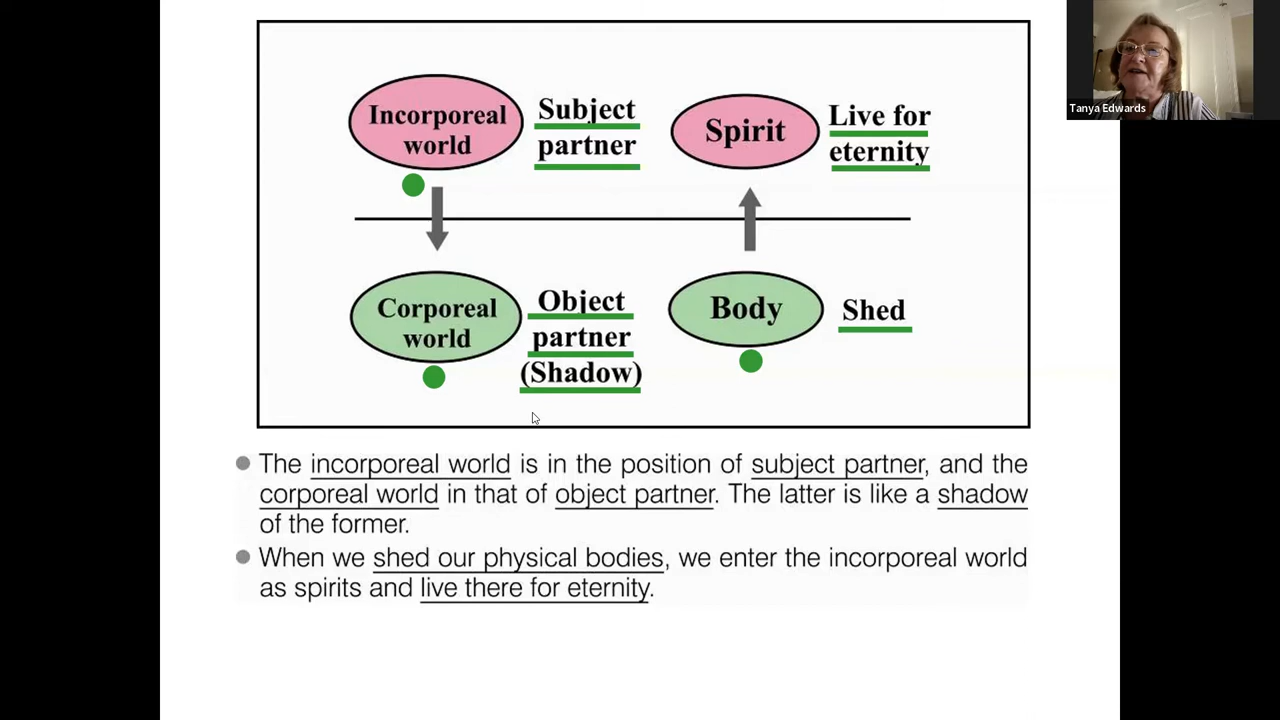 Incorporeal
world
Subject
partner
Spirit
Live for
eternity
Corporeal
world
Object
partner
(Shadow)
Body
Shed
The incorporeal world is in the position of subject partner, and the
corporeal world in that of object partner. The latter is like a shadow
of the former.
When we shed our physical bodies, we enter the incorporeal world
as spirits and live there for eternity.
Tanya Edwards